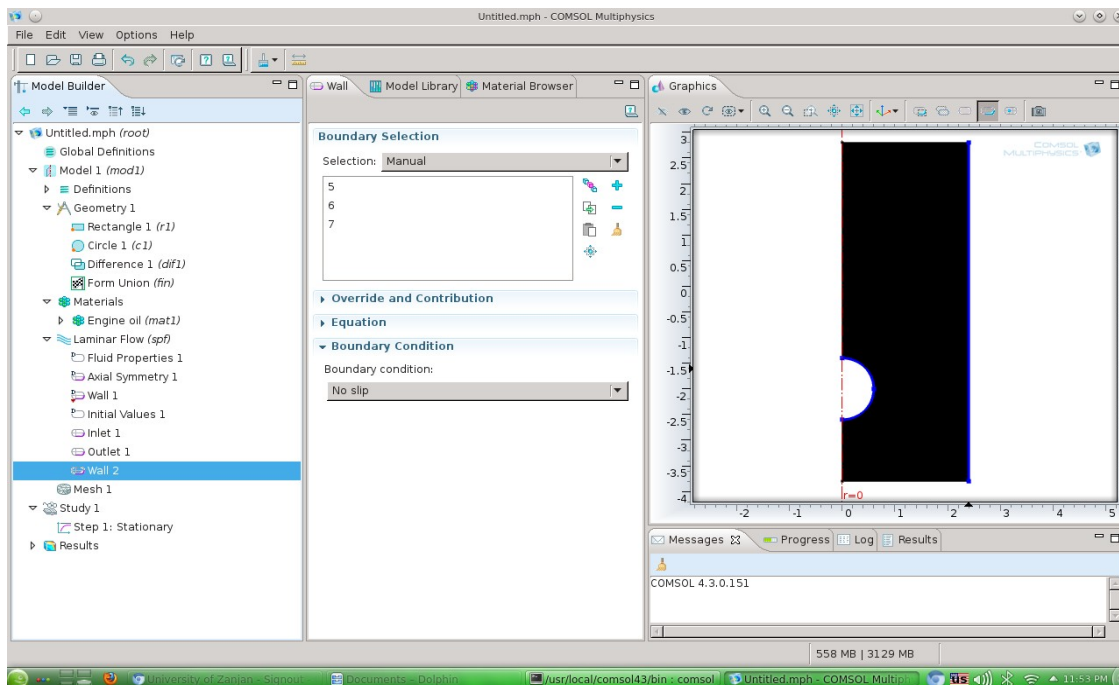 Untitled.mph - COMSOL Multiphysics
File Edit View Options Help
Model Builder
Untitled.mph (root)
Global Definitions
Model 1 (mod1)
Definitions
Geometry 1
Rectangle 1 (r1)
Circle 1 (c1)
Difference 1 (dif1)
Form Union (fin)
Materials
Engine oil (mat1)
Laminar Flow (spf)
Fluid Properties 1
Axial Symmetry 1
Wall 1
Initial Values 1
Inlet 1
Outlet 1
Wall 2
Mesh 1
Study 1
Step 1: Stationary
Results
Wall Model Library Material Browser
Boundary Selection
Selection: Manual
5
6
7
Override and Contribution
Equation
Boundary Condition
Boundary condition:
No slip
Graphics
COMSOL
MULTIPHYSICS
3
2.5
2
1.5
1
0.5
0
-0.5
-1
-1.5
-2
-2.5
-3
-3.5
-4
r=0
-2 -1 0 1 2 3 4 5
Messages Progress Log Results
COMSOL 4.3.0.151
558 MB | 3129 MB
University of Zanjan - Signout Documents - Dolphin /usr/local/comsol43/bin : comsol Untitled.mph - COMSOL Multiph us 11:53 PM